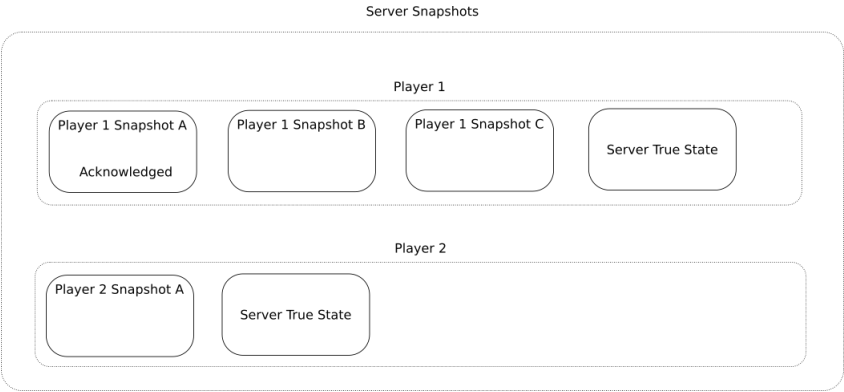 Server Snapshots
Player 1
Player 1 Snapshot A
Acknowledged
Player 1 Snapshot B
Player 1 Snapshot C
Server True State
Player 2
Player 2 Snapshot A
Server True State